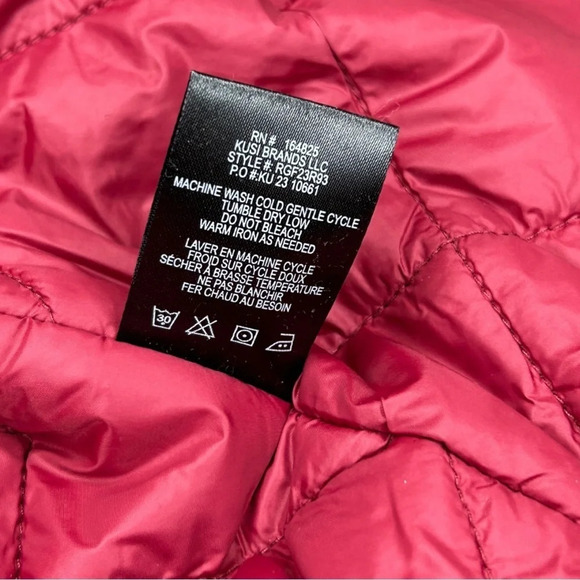 RN # 164825
KUSI BRANDS LLC
STYLE #: RGF23R93
P.O #:KU 23 10661
MACHINE WASH COLD GENTLE CYCLE
TUMBLE DRY LOW
DO NOT BLEACH
WARM IRON AS NEEDED
LAVER EN MACHINE CYCLE
FROID SUR CYCLE DOUX
SÉCHER À BRASSE TEMPÉRATURE
NE PAS BLANCHIR
FER CHAUD AU BESOIN
30